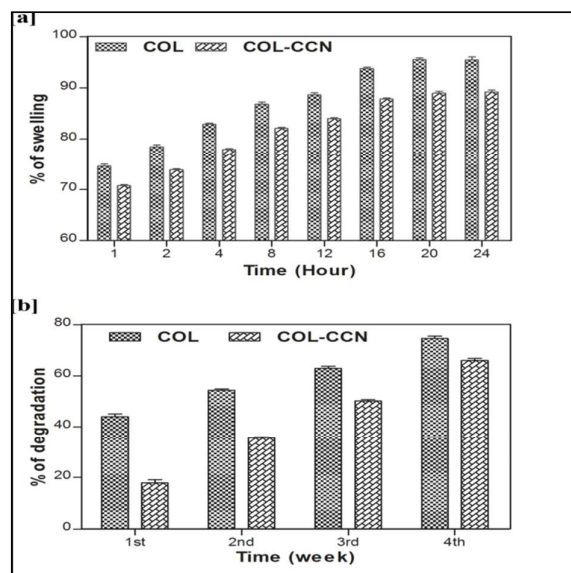 [a]
COL COL-CCN
100
90
80
70
60
% of swelling
1 2 4 8 12 16 20 24
Time (Hour)
[b]
COL COL-CCN
80
60
40
20
0
% of degradation
1st 2nd 3rd 4th
Time (week)